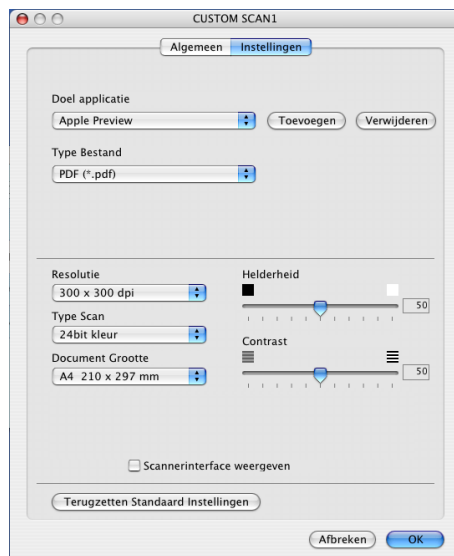 CUSTOM SCAN1
Algemeen Instellingen
Doel applicatie
Apple Preview Toevoegen Verwijderen
Type Bestand
PDF (*.pdf)
Resolutie Helderheid
300 x 300 dpi 50
Type Scan
24bit kleur Contrast
Document Grootte
A4 210 x 297 mm 50
Scannerinterface weergeven
Terugzetten Standaard Instellingen
Afbreken OK